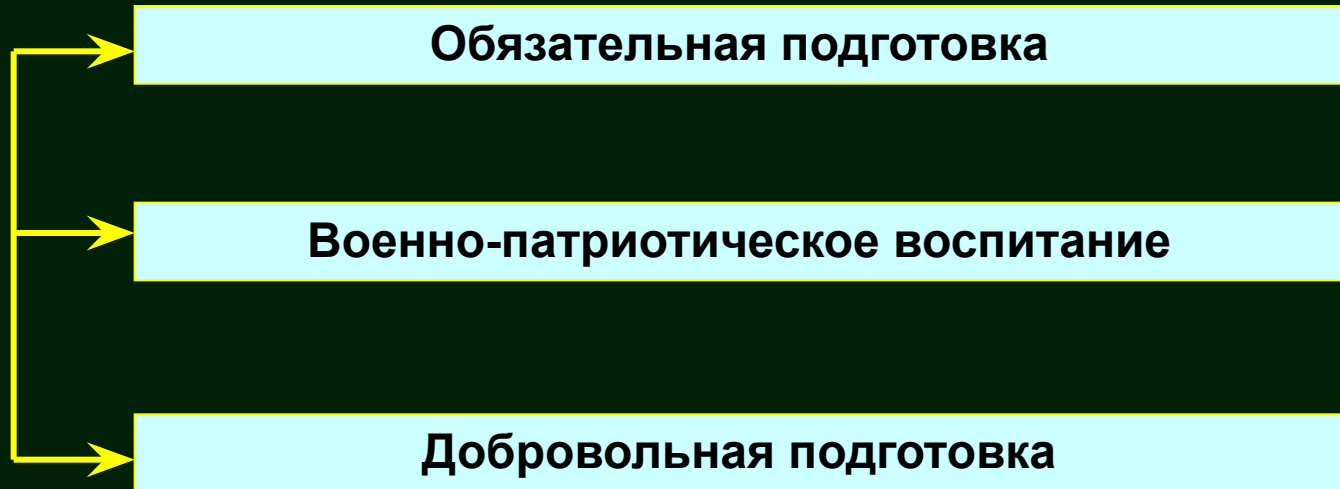 Обязательная подготовка
Военно-патриотическое воспитание
Добровольная подготовка